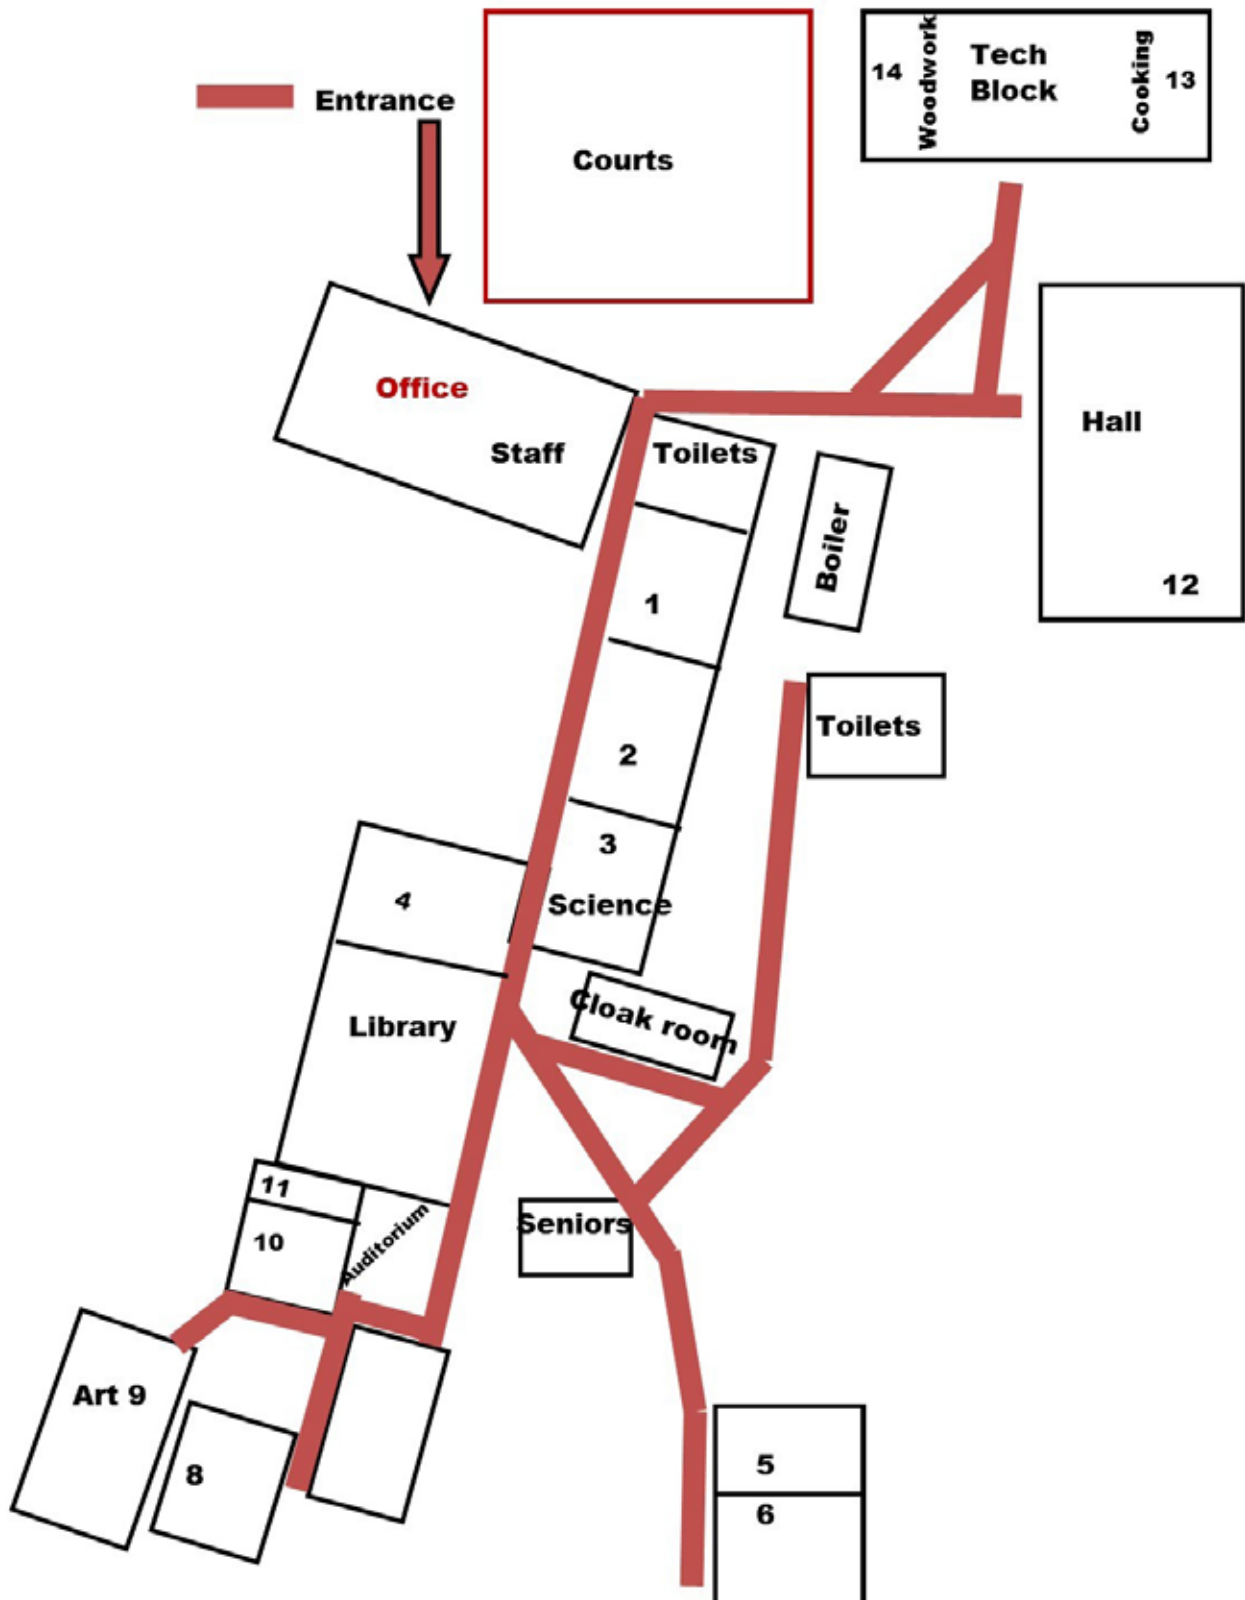 Entrance
Courts
14
Woodwork
Tech
Block
Cooking
13
Office
Staff
Toilets
Hall
Boiler
12
1
2
Toilets
3
Science
4
Cloak room
Library
11
10
Auditorium
Seniors
Art 9
8
5
6